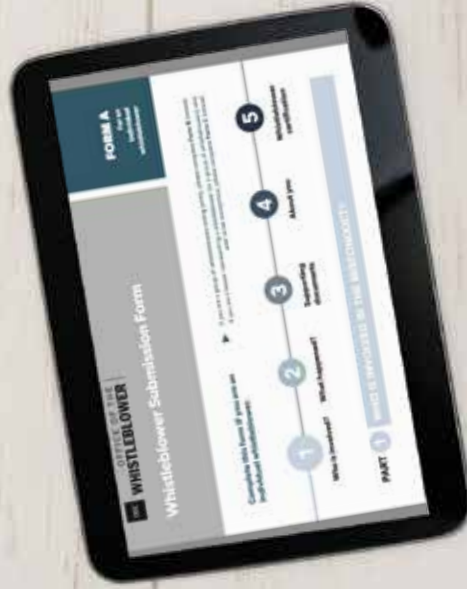 OFFICE OF THE
WHISTLEBLOWER
Whistleblower Submission Form
FORM A
For an
individual
whistleblower
Complete this form if you are an
individual whistleblower:
1
2
3
4
5
Who is involved?
What happened?
Supporting
documents
About you
Whistleblower
certification
PART 1 WHO IS INVOLVED IN THE MISCONDUCT?